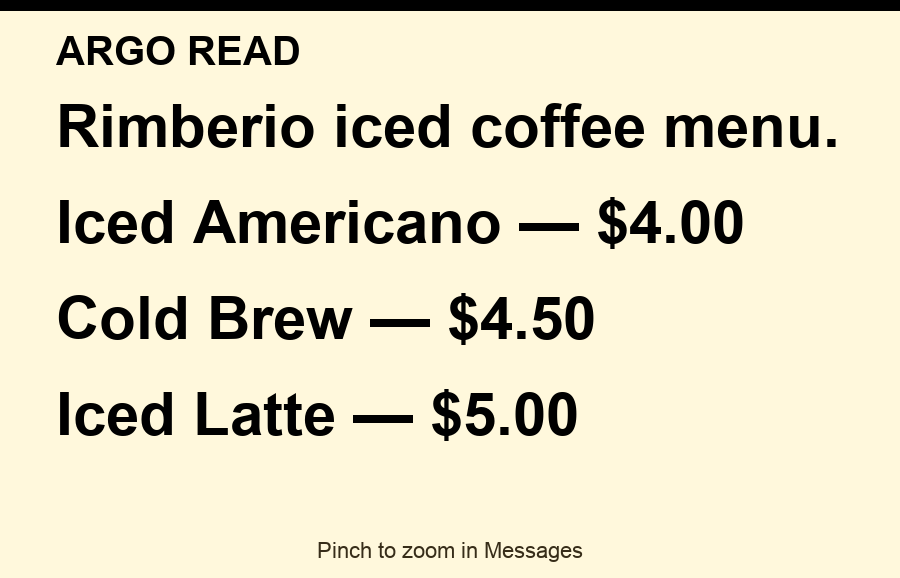 ARGO READ
Rimberio iced coffee menu.
Iced Americano — $4.00
Cold Brew — $4.50
Iced Latte — $5.00
Pinch to zoom in Messages